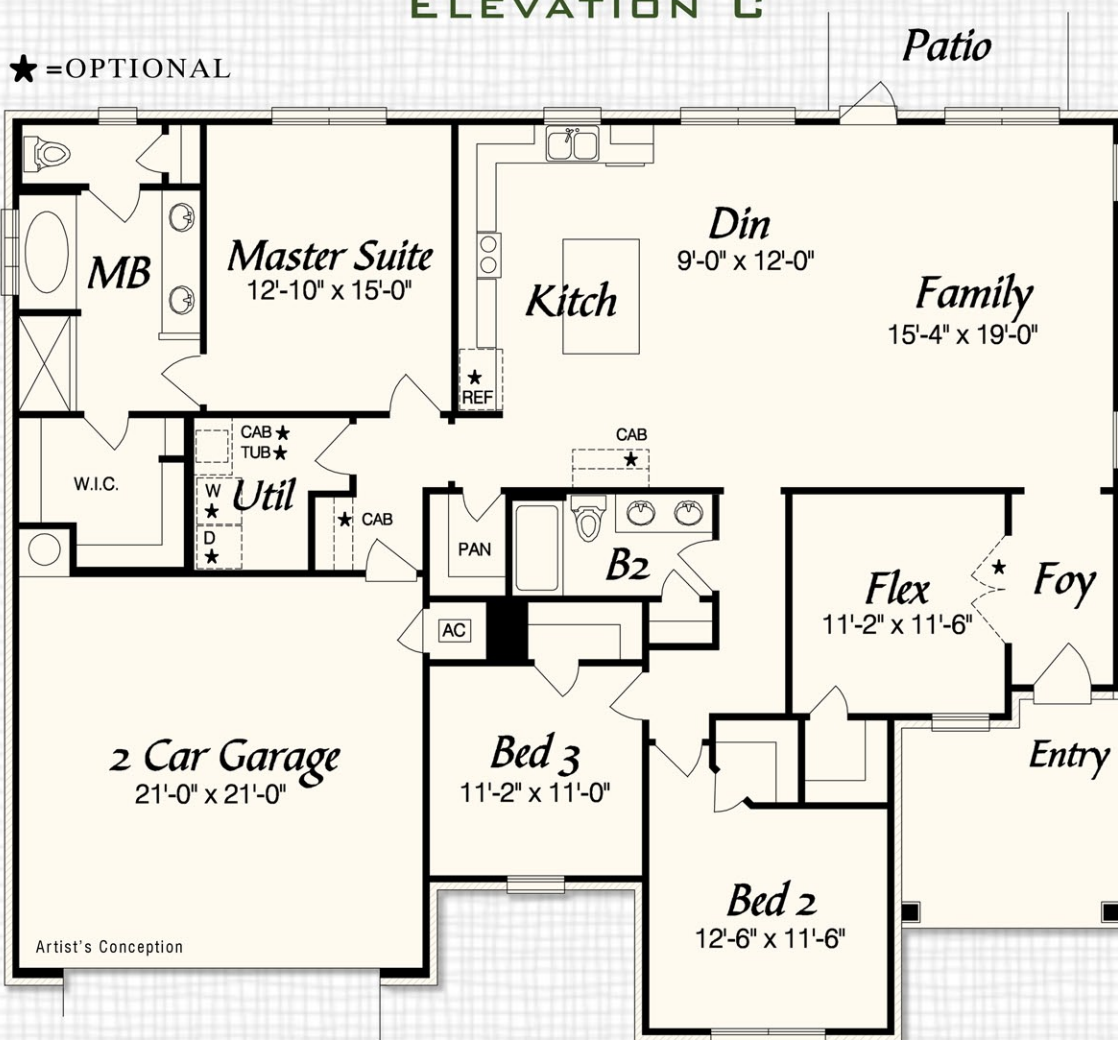 ELEVATION C
★ =OPTIONAL
Patio
MB
Master Suite
12'-10" x 15'-0"
Kitch
Din
9'-0" x 12'-0"
Family
15'-4" x 19'-0"
★
REF
CAB ★
TUB ★
CAB
★
W.I.C.
W
★
Util
D
★
★ CAB
PAN
B2
AC
Flex
11'-2" x 11'-6"
★
Foy
2 Car Garage
21'-0" x 21'-0"
Bed 3
11'-2" x 11'-0"
Entry
Bed 2
12'-6" x 11'-6"
Artist's Conception